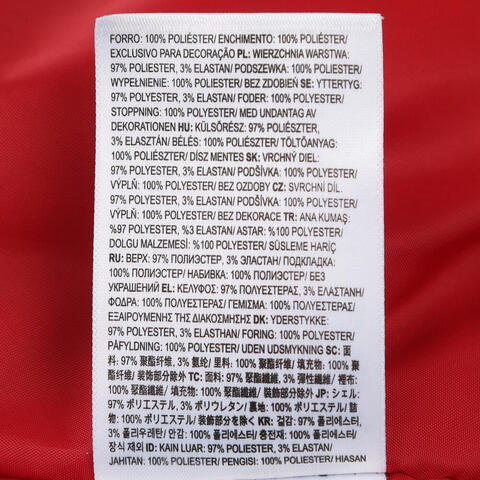 FORRO: 100% POLIÉSTER/ ENCHIMENTO: 100% POLIÉSTER/
EXCLUSIVO PARA DECORAÇÃO PL: WIERZCHNIA WARSTWA:
97% POLIESTER, 3% ELASTAN/ PODSZEWKA: 100% POLIESTER/
WYPEŁNIENIE: 100% POLIESTER/ BEZ ZDOBIEŃ SE: YTTERTYG:
97% POLYESTER, 3% ELASTAN/ FODER: 100% POLYESTER/
STOPPNING: 100% POLYESTER/ MED UNDANTAG AV
DEKORATIONEN HU: KÜLSŐRÉSZ: 97% POLIÉSZTER,
3% ELASZTÁN/ BÉLÉS: 100% POLIÉSZTER/ TÖLTŐANYAG:
100% POLIÉSZTER/ DÍSZ MENTES SK: VRCHNÝ DIEL:
97% POLYESTER, 3% ELASTAN/ PODŠÍVKA: 100% POLYESTER/
VÝPLŇ: 100% POLYESTER/ BEZ OZDOBY CZ: SVRCHNÍ DÍL:
97% POLYESTER, 3% ELASTAN/ PODŠÍVKA: 100% POLYESTER/
VÝPLŇ: 100% POLYESTER/ BEZ DEKORACE TR: ANA KUMAŞ:
%97 POLYESTER, %3 ELASTAN/ ASTAR: %100 POLYESTER/
DOLGU MALZEMESİ: %100 POLYESTER/ SÜSLEME HARİÇ
RU: ВЕРХ: 97% ПОЛИЭСТЕР, 3% ЭЛАСТАН/ ПОДКЛАДКА:
100% ПОЛИЭСТЕР/ НАБИВКА: 100% ПОЛИЭСТЕР/ БЕЗ
УКРАШЕНИЙ EL: ΚΕΛΥΦΟΣ: 97% ΠΟΛΥΕΣΤΕΡΑΣ, 3% ΕΛΑΣΤΑΝΗ/
ΦΟΔΡΑ: 100% ΠΟΛΥΕΣΤΕΡΑΣ/ ΓΕΜΙΣΜΑ: 100% ΠΟΛΥΕΣΤΕΡΑΣ/
ΕΞΑΙΡΟΥΜΕΝΗΣ ΤΗΣ ΔΙΑΚΟΣΜΗΣΗΣ DK: YDERSTYKKE:
97% POLYESTER, 3% ELASTHAN/ FORING: 100% POLYESTER/
PÅFYLDNING: 100% POLYESTER/ UDEN UDSMYKNING SC: 面
料: 97% 聚酯纤维, 3% 氨纶/ 里料: 100% 聚酯纤维/ 填充物: 100%
聚酯纤维/ 装饰部分除外 TC: 面料: 97% 聚酯纖維, 3% 彈性纖維/ 裡布:
100% 聚酯纖維/ 填充物: 100% 聚酯纖維/ 裝飾部分除外 JP: シェル:
97% ポリエステル, 3% ポリウレタン/ 裏地: 100% ポリエステル/ 詰め
物: 100% ポリエステル/ 装飾部分を除く KR: 겉감: 97% 폴리에스터,
3% 폴리우레탄/ 안감: 100% 폴리에스터/ 충전재: 100% 폴리에스터/
장식 제외 ID: KAIN LUAR: 97% POLIESTER, 3% ELASTAN/
JAHITAN: 100% POLIESTER/ PENGISI: 100% POLIESTER/ HIASAN